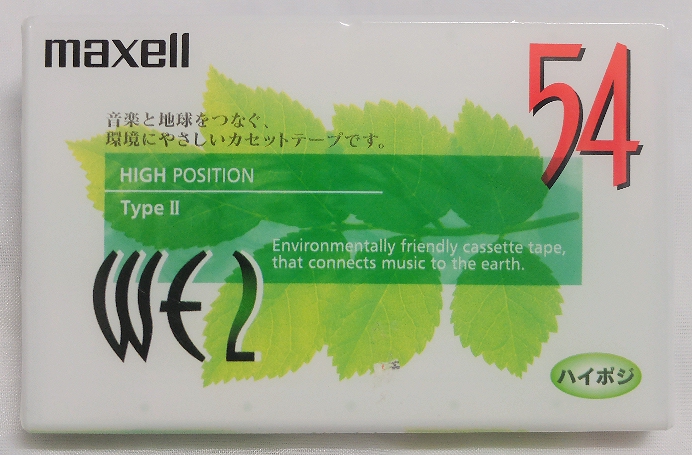 maxell
54
音楽と地球をつなぐ、
環境にやさしいカセットテープです。
HIGH POSITION
Type II
Environmentally friendly cassette tape,
that connects music to the earth.
WE2
ハイポジ